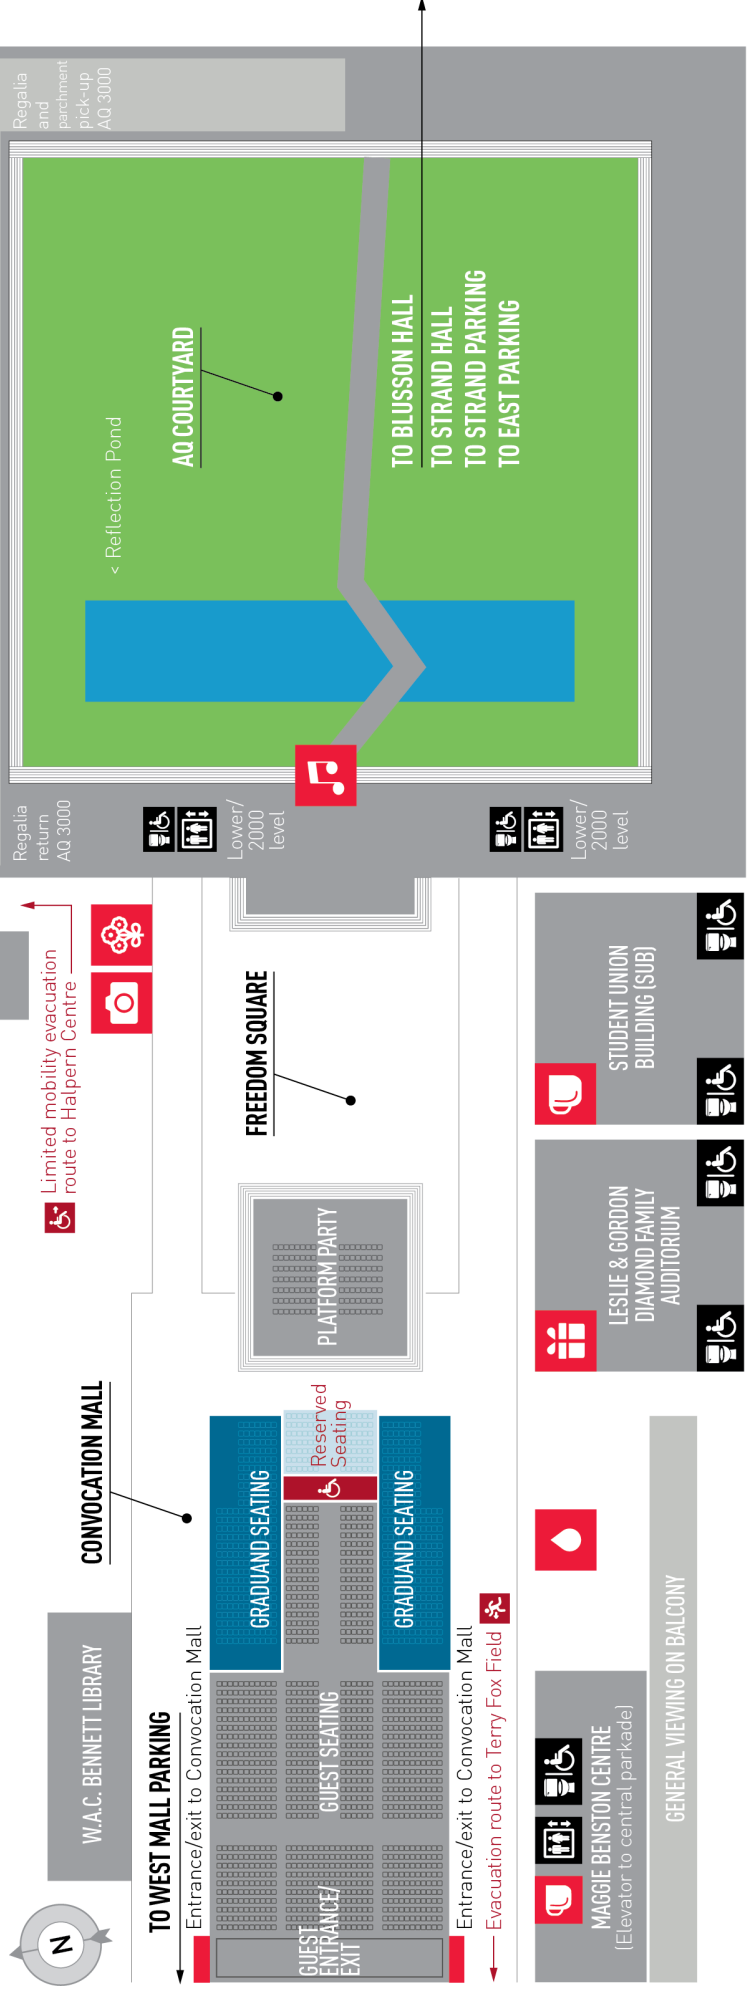 Regalia
and
parchment
pick-up
AQ 3000
AQ COURTYARD
< Reflection Pond
TO BLUSSON HALL
TO STRAND HALL
TO STRAND PARKING
TO EAST PARKING
Regalia
return
AQ 3000
Lower/
2000
level
Lower/
2000
level
Limited mobility evacuation
route to Halpern Centre
FREEDOM SQUARE
STUDENT UNION
BUILDING (SUB)
PLATFORM PARTY
LESLIE & GORDON
DIAMOND FAMILY
AUDITORIUM
CONVOCATION MALL
Reserved
Seating
GRADUAND SEATING
GRADUAND SEATING
W.A.C. BENNETT LIBRARY
TO WEST MALL PARKING
Entrance/exit to Convocation Mall
GUEST SEATING
GUEST
ENTRANCE/
EXIT
Entrance/exit to Convocation Mall
Evacuation route to Terry Fox Field
MAGGIE BENSTON CENTRE
(Elevator to central parkade)
GENERAL VIEWING ON BALCONY
N